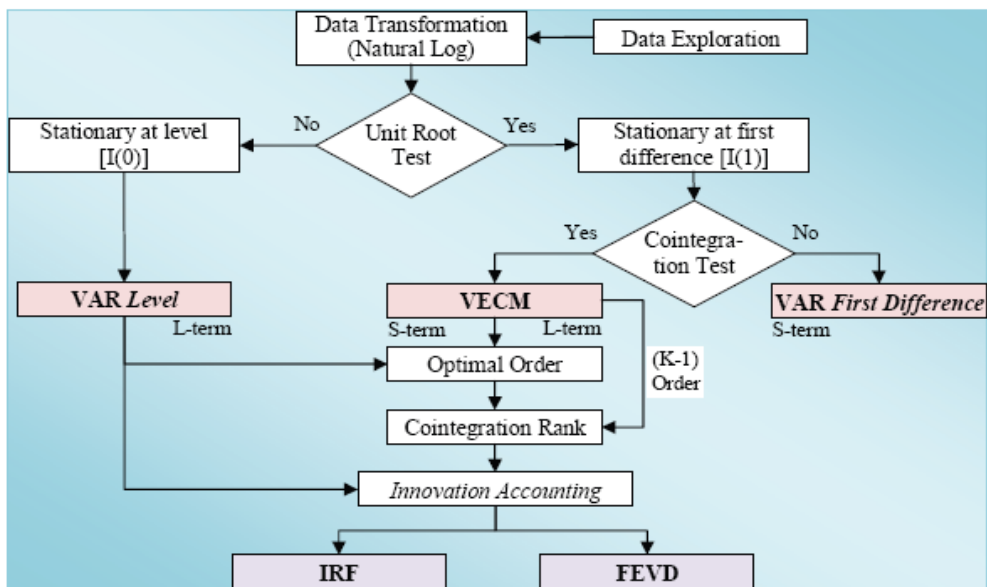 Data Transformation
(Natural Log)
Data Exploration
No
Unit Root
Test
Yes
Stationary at level
[I(0)]
Stationary at first
difference [I(1)]
Yes
Cointegra-
tion Test
No
VAR Level
VECM
VAR First Difference
L-term
S-term
L-term
S-term
Optimal Order
(K-1)
Order
Cointegration Rank
Innovation Accounting
IRF
FEVD